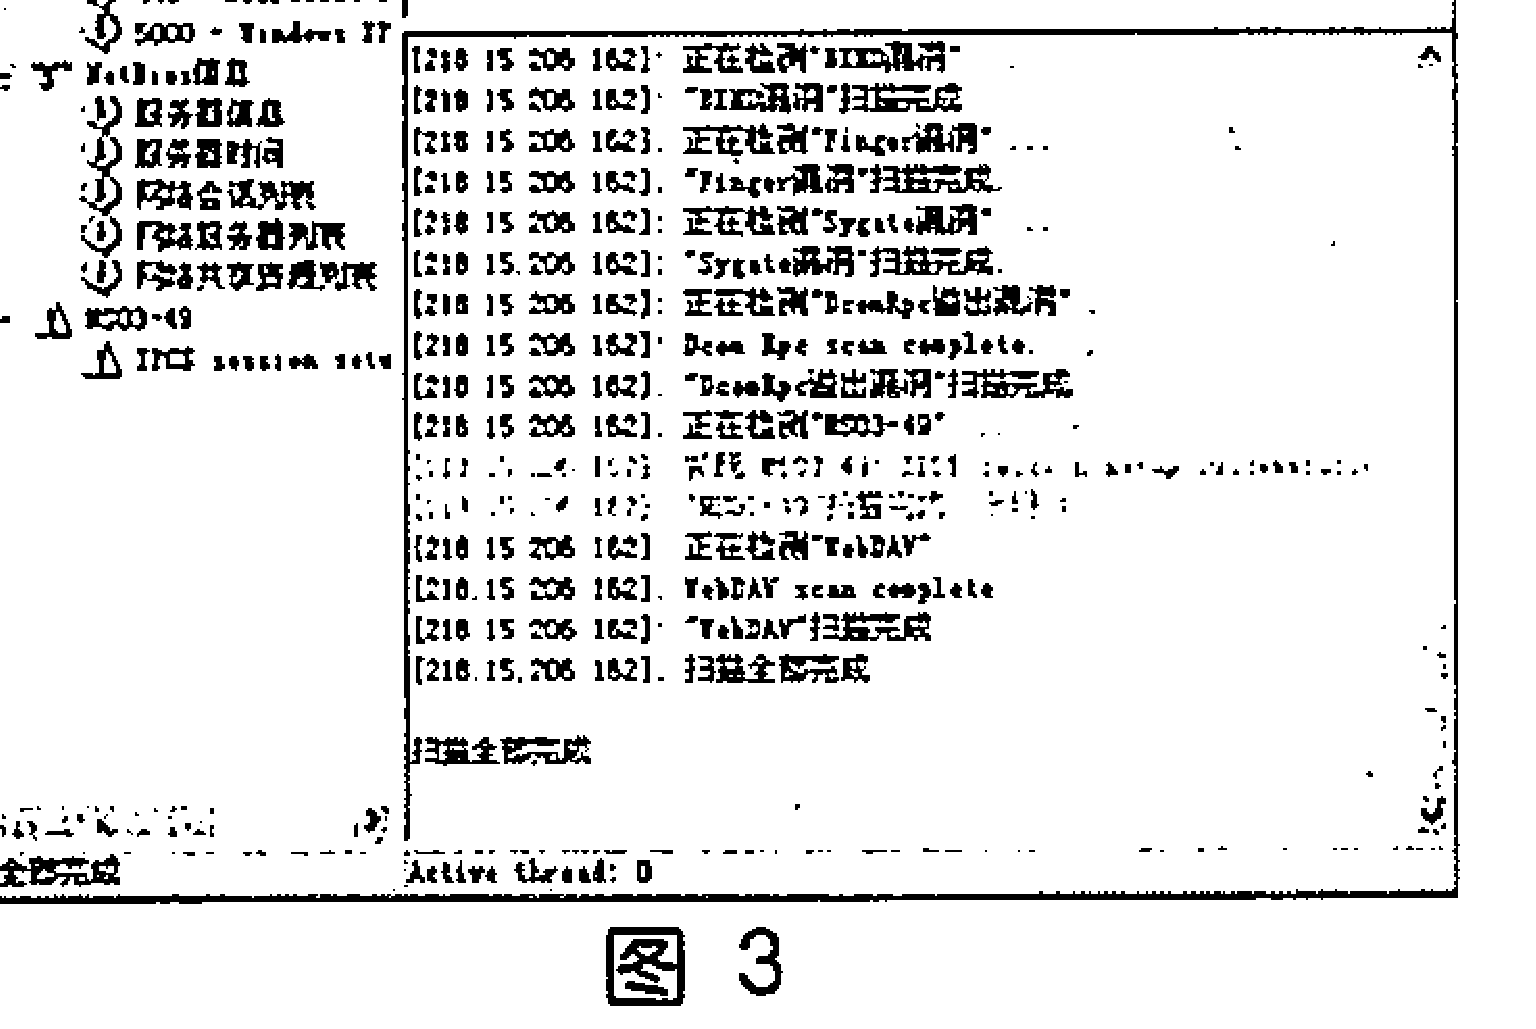 5000 - Windows XP
NetBios信息
服务器信息
服务器时间
网络会话列表
网络服务器列表
网络共享资源列表
MS03-49
IPC$ session setu
全部完成
[218.15.206.162]: 正在检测"BIND漏洞"
[218.15.206.162]: "BIND漏洞"扫描完成
[218.15.206.162]: 正在检测"Finger漏洞" ...
[218.15.206.162]: "Finger漏洞"扫描完成.
[218.15.206.162]: 正在检测"Sygate漏洞" ..
[218.15.206.162]: "Sygate漏洞"扫描完成.
[218.15.206.162]: 正在检测"DcomRpc溢出漏洞" .
[218.15.206.162]: Dcom Rpc scan complete.
[218.15.206.162]: "DcomRpc溢出漏洞"扫描完成
[218.15.206.162]: 正在检测"MS03-49" ..
[218.15.206.162]: 正在检测"WebDAV"
[218.15.206.162]: WebDAV scan complete
[218.15.206.162]: "WebDAV"扫描完成
[218.15.206.162]: 扫描全部完成
扫描全部完成
Active thread: 0
图 3